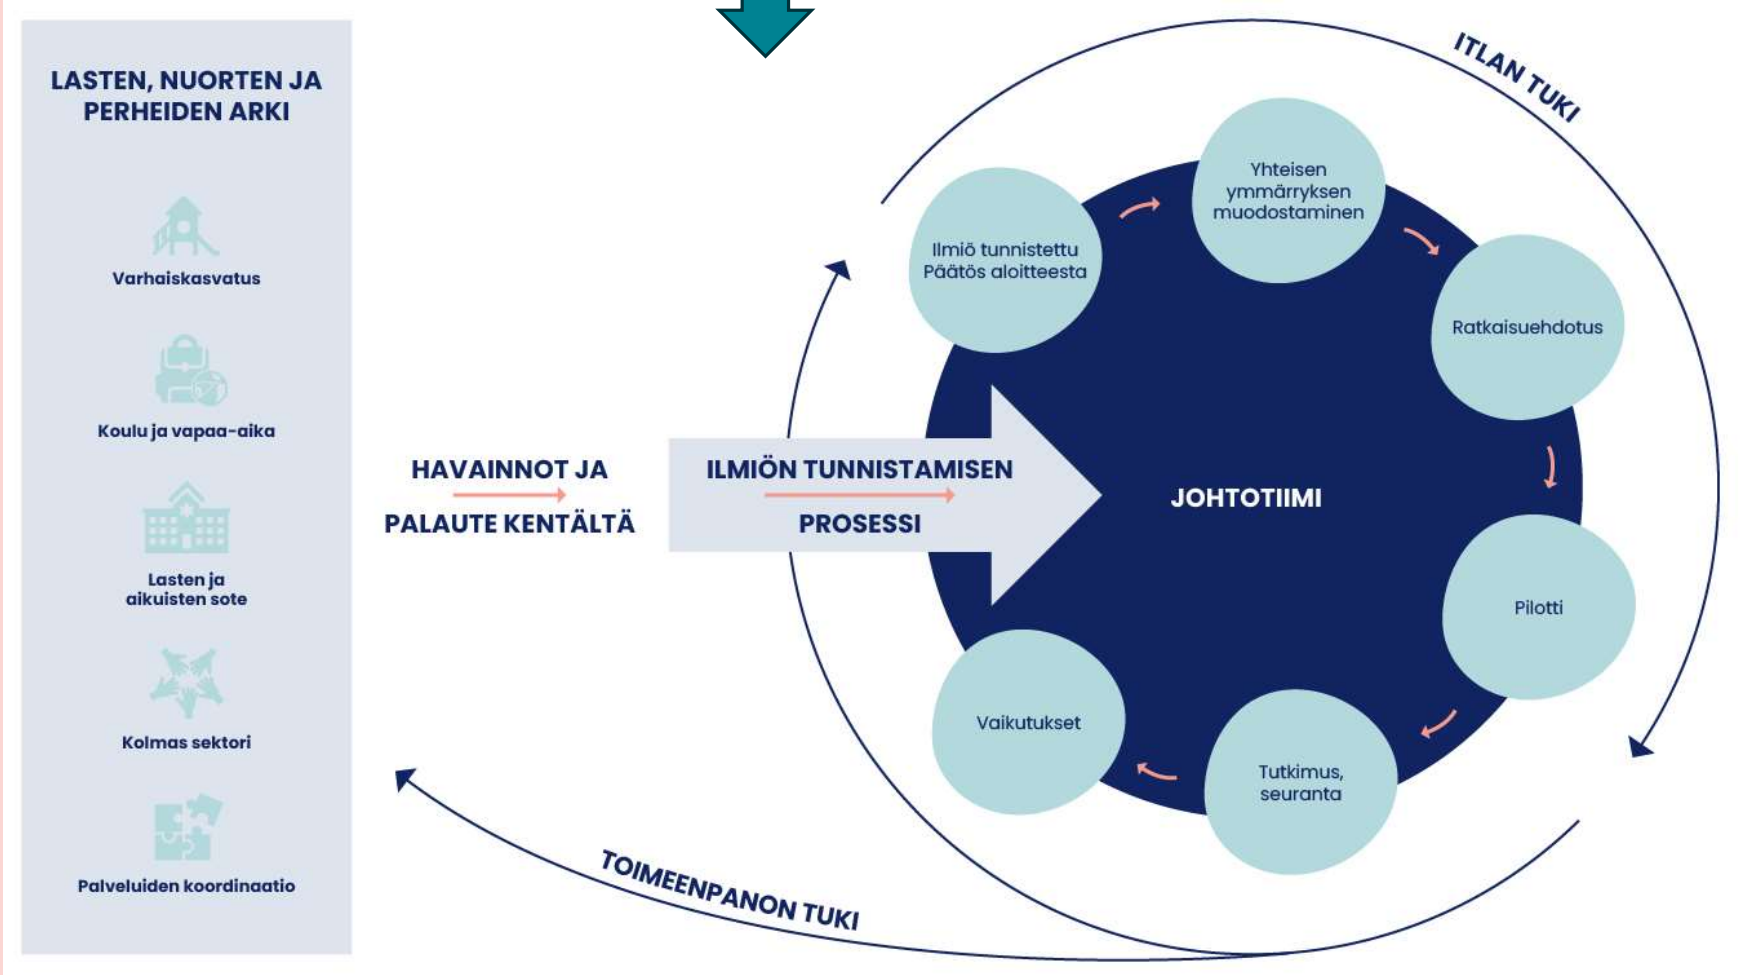 LASTEN, NUORTEN JA
PERHEIDEN ARKI
Varhaiskasvatus
Koulu ja vapaa-aika
Lasten ja
aikuisten sote
Kolmas sektori
Palveluiden koordinaatio
HAVAINNOT JA
PALAUTE KENTÄLTÄ
ILMIÖN TUNNISTAMISEN
PROSESSI
JOHTOTIIMI
Ilmiö tunnistettu
Päätös aloitteesta
Yhteisen
ymmärryksen
muodostaminen
Ratkaisuehdotus
Pilotti
Tutkimus,
seuranta
Vaikutukset
ITLAN TUKI
TOIMEENPANON TUKI